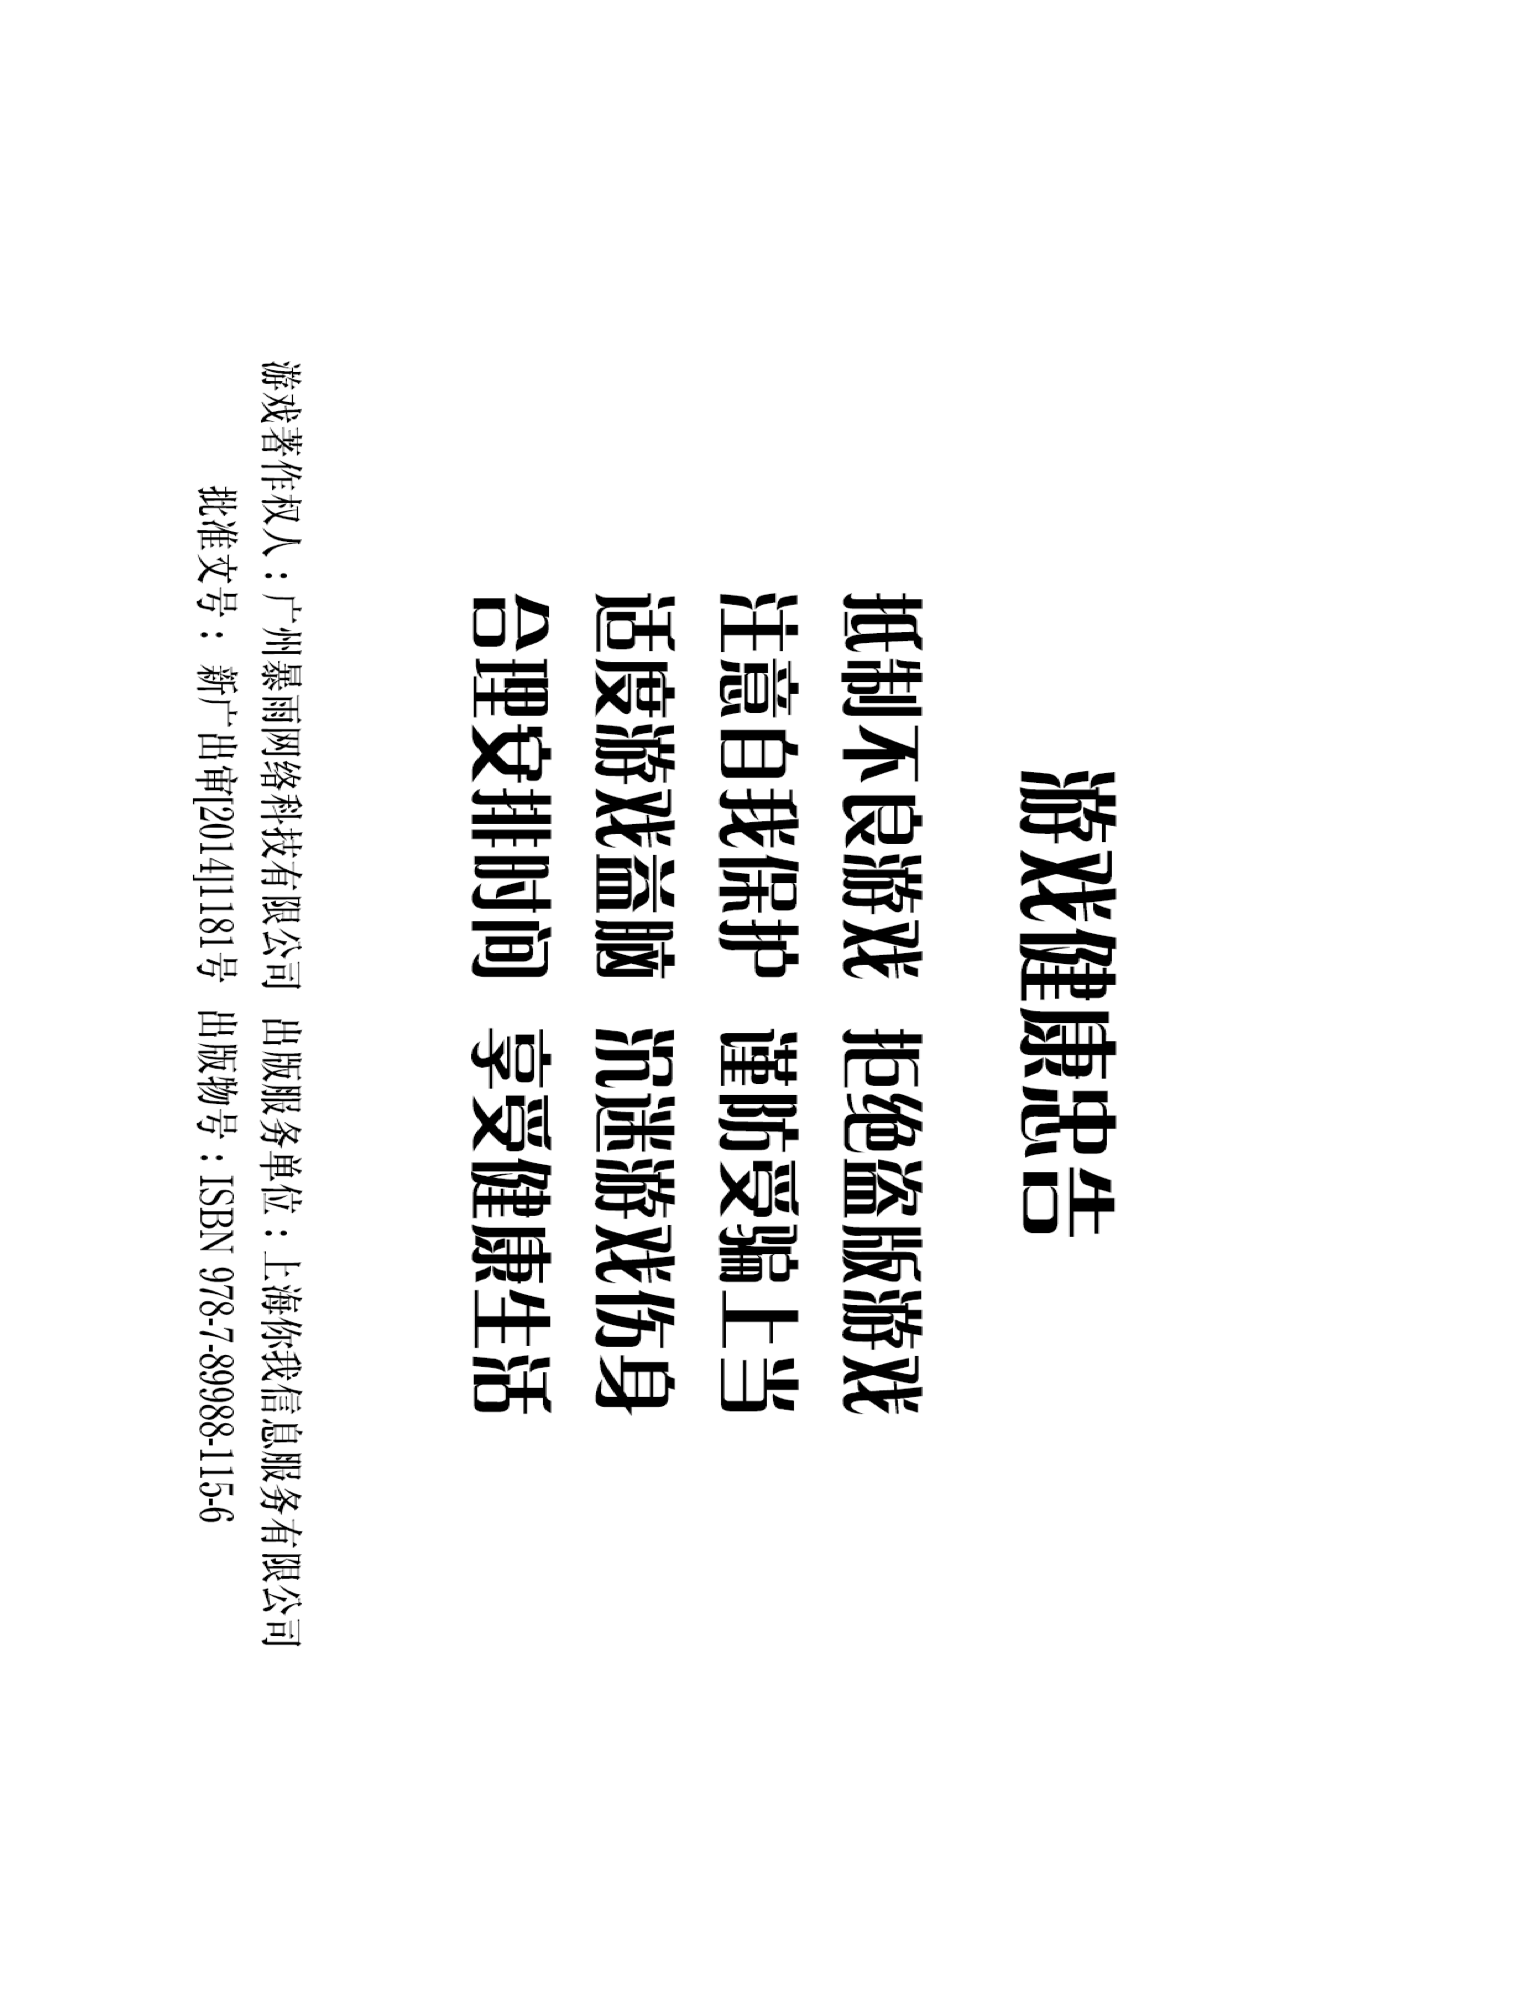 游戏健康忠告
抵制不良游戏 拒绝盗版游戏
注意自我保护 谨防受骗上当
适度游戏益脑 沉迷游戏伤身
合理安排时间 享受健康生活
游戏著作权人：广州暴雨网络科技有限公司 出版服务单位：上海你我信息服务有限公司
批准文号： 新广出审[2014]1181号 出版物号：ISBN 978-7-89988-115-6